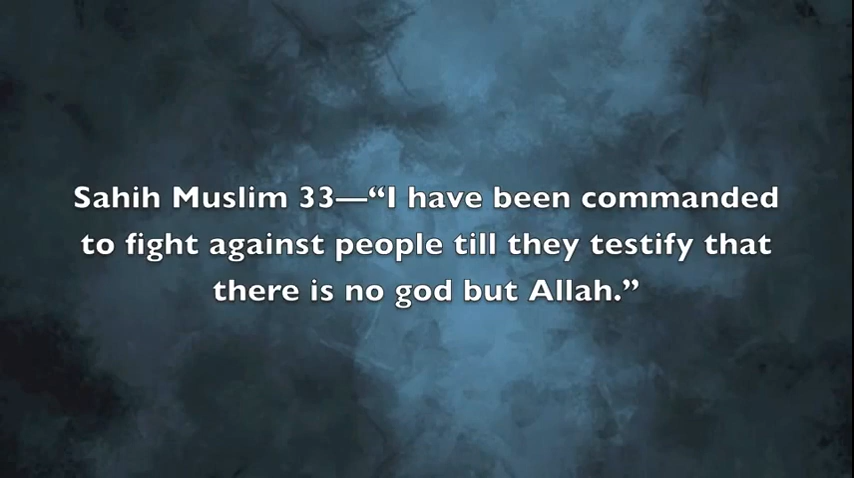 Sahih Muslim 33—“I have been commanded
to fight against people till they testify that
there is no god but Allah.”